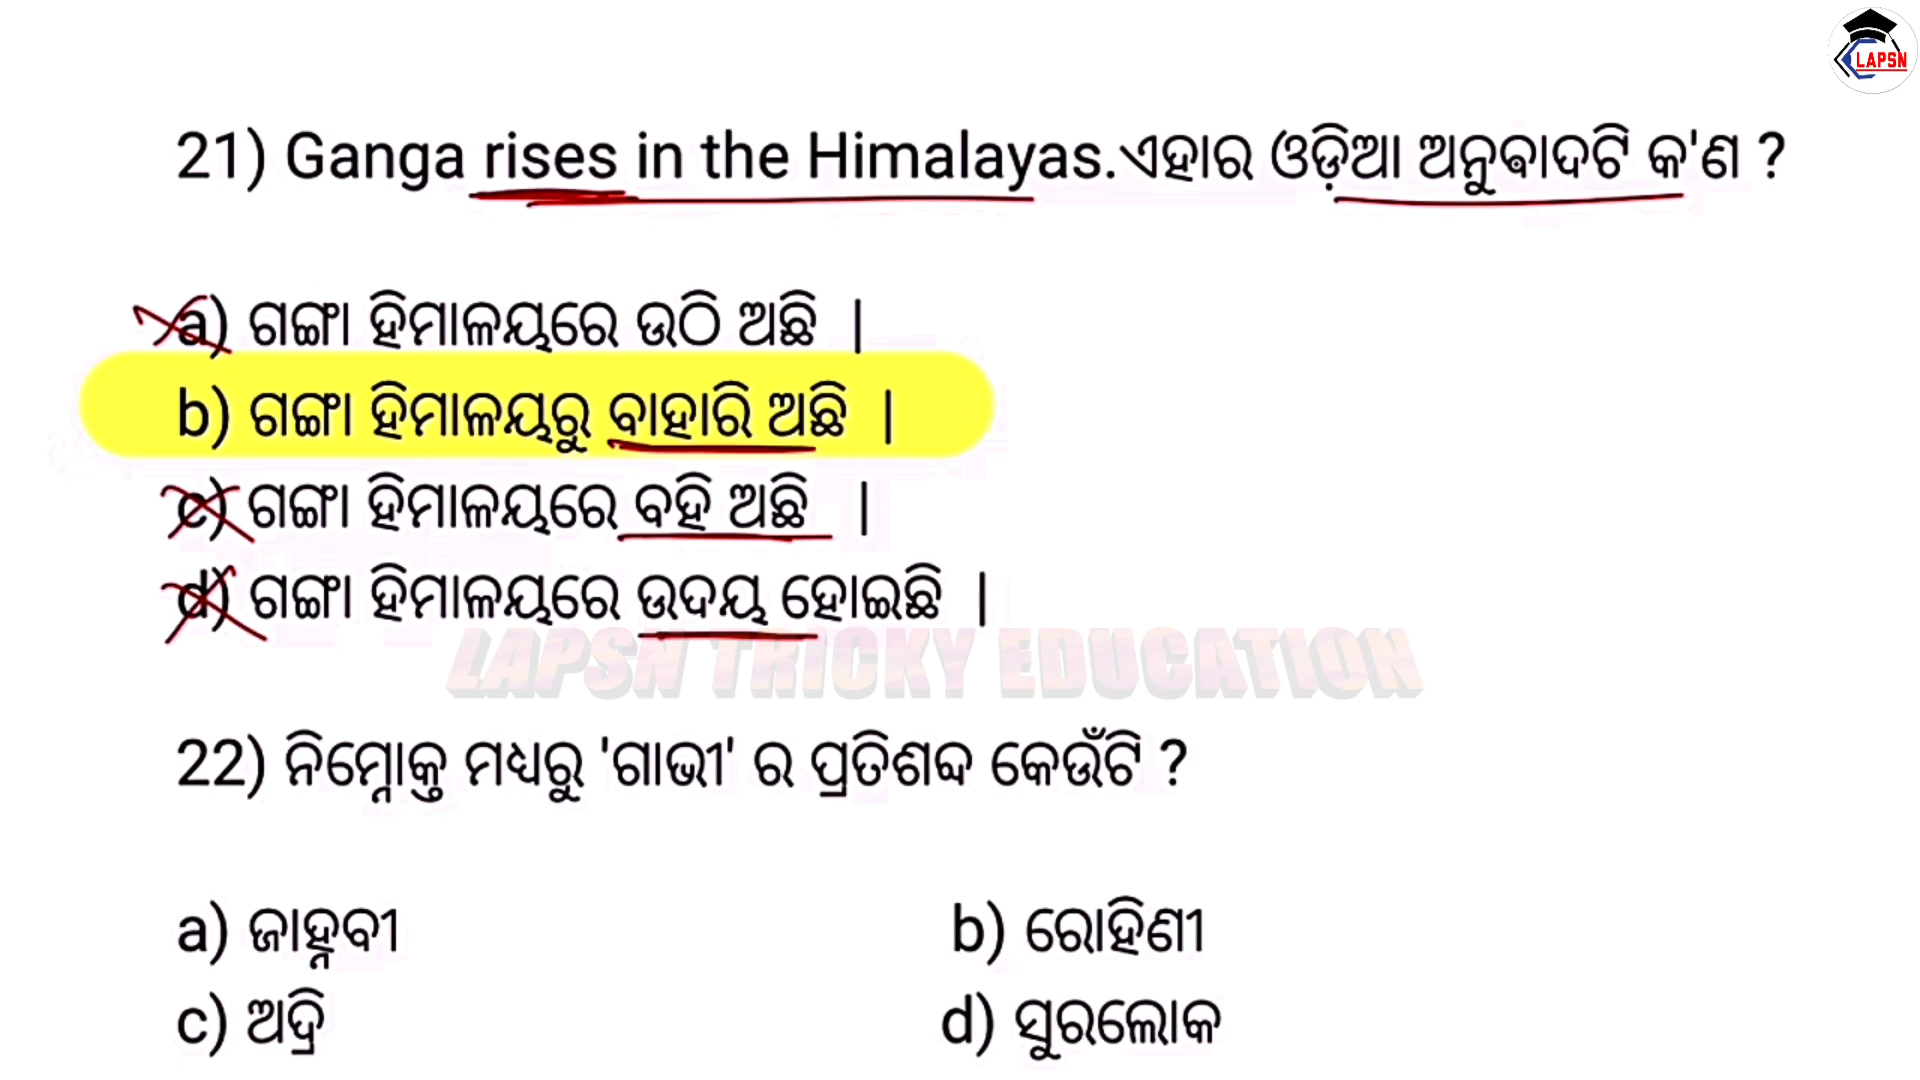 LAPSN
21) Ganga rises in the Himalayas.ଏହାର ଓଡ଼ିଆ ଅନୁଵାଦଟି କ'ଣ ?
a) ଗଙ୍ଗା ହିମାଳୟରେ ଉଠି ଅଛି |
b) ଗଙ୍ଗା ହିମାଳୟରୁ ବାହାରି ଅଛି |
c) ଗଙ୍ଗା ହିମାଳୟରେ ବହି ଅଛି |
d) ଗଙ୍ଗା ହିମାଳୟରେ ଉଦୟ ହୋଇଛି |
LAPSN TRICKY EDUCATION
22) ନିମ୍ନୋକ୍ତ ମଧ୍ୟରୁ 'ଗାଭୀ' ର ପ୍ରତିଶବ୍ଦ କେଉଁଟି ?
a) ଜାହ୍ନବୀ b) ରୋହିଣୀ
c) ଅଦ୍ରି d) ସୁରଲୋକ